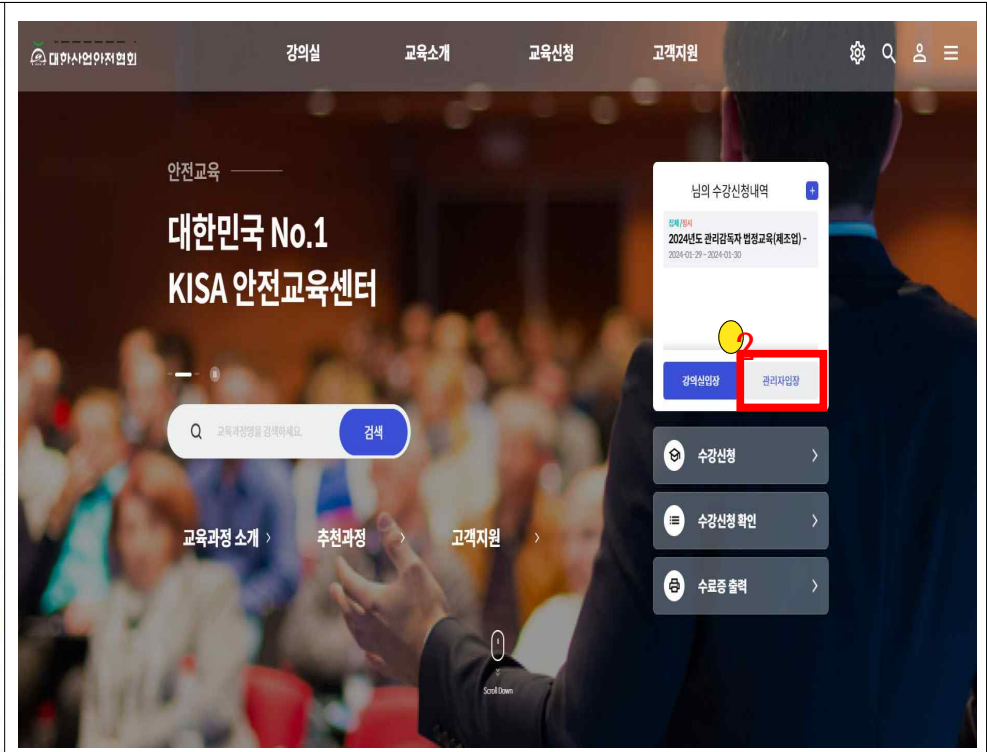 대한산업안전협회
강의실 교육소개 교육신청 고객지원
안전교육
대한민국 No.1
KISA 안전교육센터
님의 수강신청내역 +
집체/정시
2024년도 관리감독자 법정교육(제조업) -
2024-01-29 ~ 2024-01-30
2
강의실입장 관리자입장
교육과정명을 검색하세요. 검색
수강신청
수강신청 확인
수료증 출력
교육과정 소개 추천과정 고객지원
Scroll Down